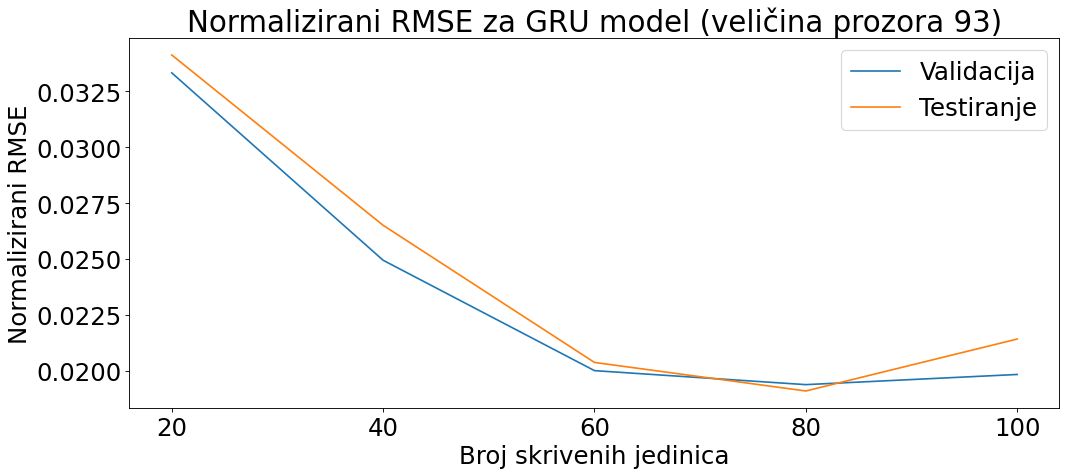 Normalizirani RMSE za GRU model (veličina prozora 93)
Validacija
Testiranje
Normalizirani RMSE
0.0325
0.0300
0.0275
0.0250
0.0225
0.0200
20 40 60 80 100
Broj skrivenih jedinica